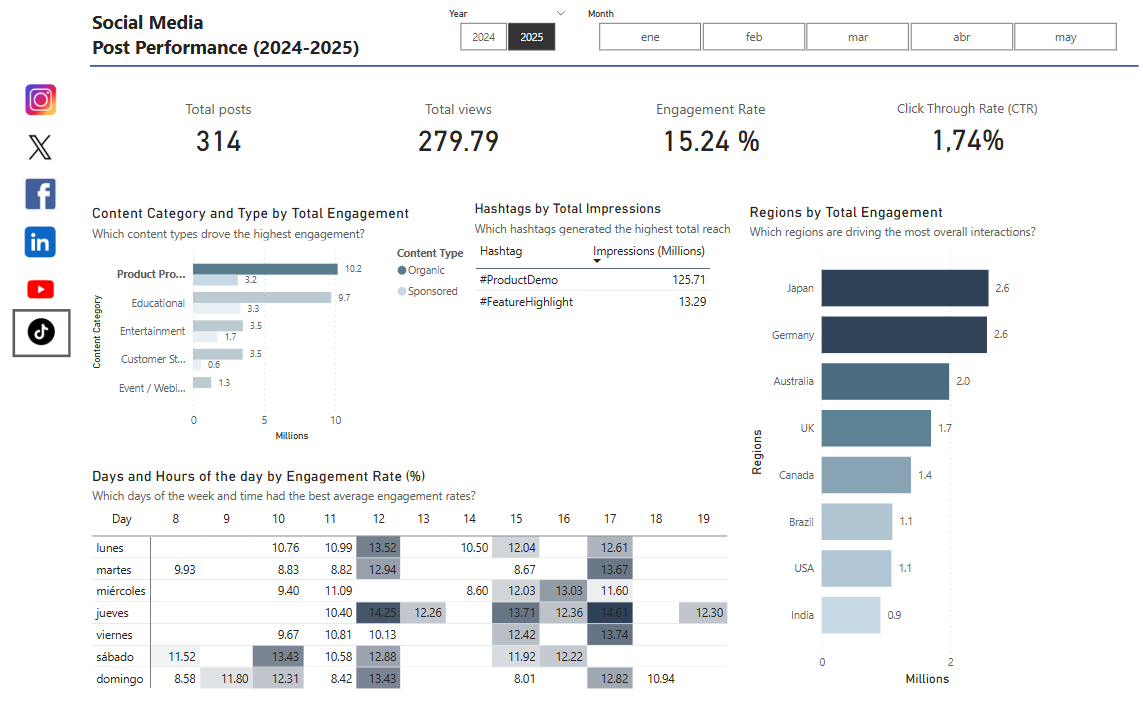 Social Media
Post Performance (2024-2025)
Year
2024 2025
Month
ene feb mar abr may
Total posts
314
Total views
279.79
Engagement Rate
15.24 %
Click Through Rate (CTR)
1,74%
Content Category and Type by Total Engagement
Which content types drove the highest engagement?
Content Type
Organic
Sponsored
Content Category
Product Pro... 10.2
3.2
Educational 9.7
3.3
Entertainment 3.5
1.7
Customer St... 3.5
0.6
Event / Webi... 1.3
0 5 10
Millions
Hashtags by Total Impressions
Which hashtags generated the highest total reach
Hashtag Impressions (Millions)
#ProductDemo 125.71
#FeatureHighlight 13.29
Regions by Total Engagement
Which regions are driving the most overall interactions?
Regions
Japan 2.6
Germany 2.6
Australia 2.0
UK 1.7
Canada 1.4
Brazil 1.1
USA 1.1
India 0.9
0 2
Millions
Days and Hours of the day by Engagement Rate (%)
Which days of the week and time had the best average engagement rates?
Day 8 9 10 11 12 13 14 15 16 17 18 19
lunes 10.76 10.99 13.52 10.50 12.04 12.61
martes 9.93 8.83 8.82 12.94 8.67 13.67
miércoles 9.40 11.09 8.60 12.03 13.03 11.60
jueves 10.40 14.25 12.26 13.71 12.36 14.61 12.30
viernes 9.67 10.81 10.13 12.42 13.74
sábado 11.52 13.43 10.58 12.88 11.92 12.22
domingo 8.58 11.80 12.31 8.42 13.43 8.01 12.82 10.94